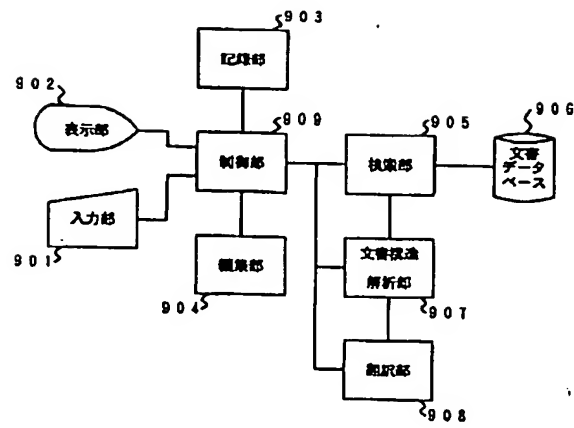 903
記録部
902
表示部
909
制御部
905
検索部
906
文書
データ
ベース
入力部
901
編集部
904
文書構造
解析部
907
翻訳部
908